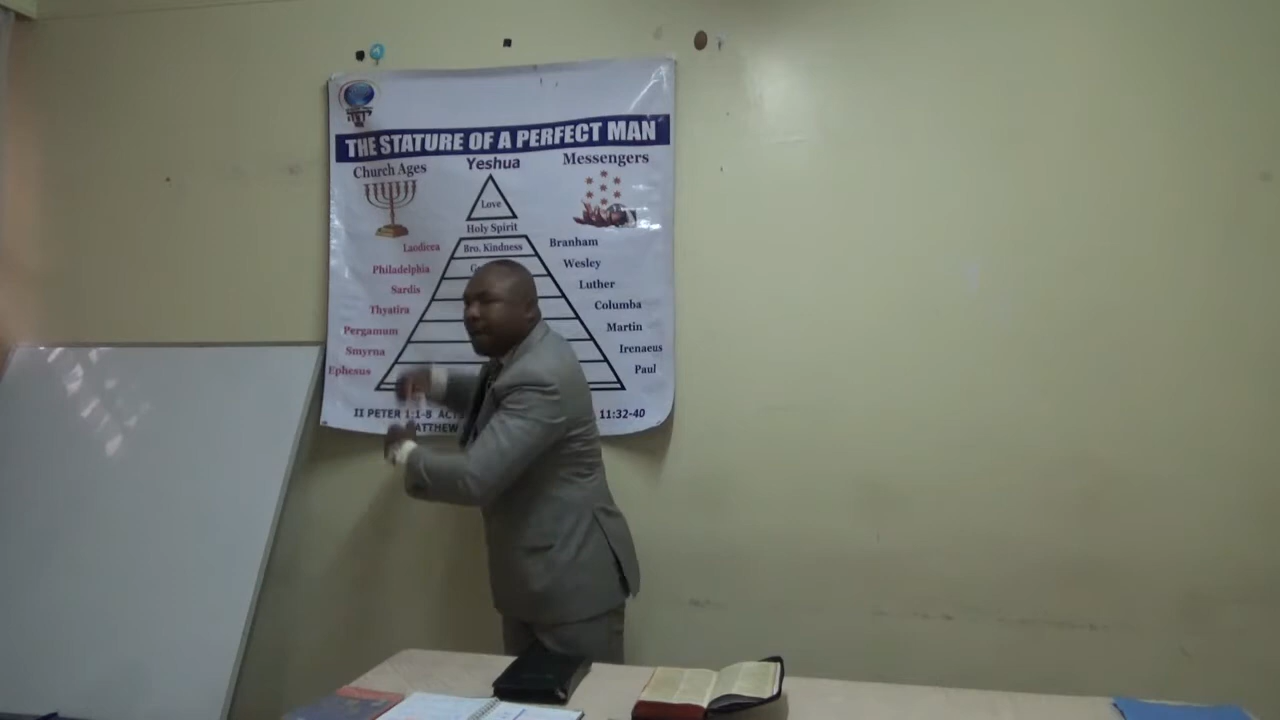 THE STATURE OF A PERFECT MAN
Church Ages
Yeshua
Messengers
Love
Holy Spirit
Bro. Kindness
Laodicea
Philadelphia
Sardis
Thyatira
Pergamum
Smyrna
Ephesus
Branham
Wesley
Luther
Columba
Martin
Irenaeus
Paul
II PETER 1:1-8 11:32-40